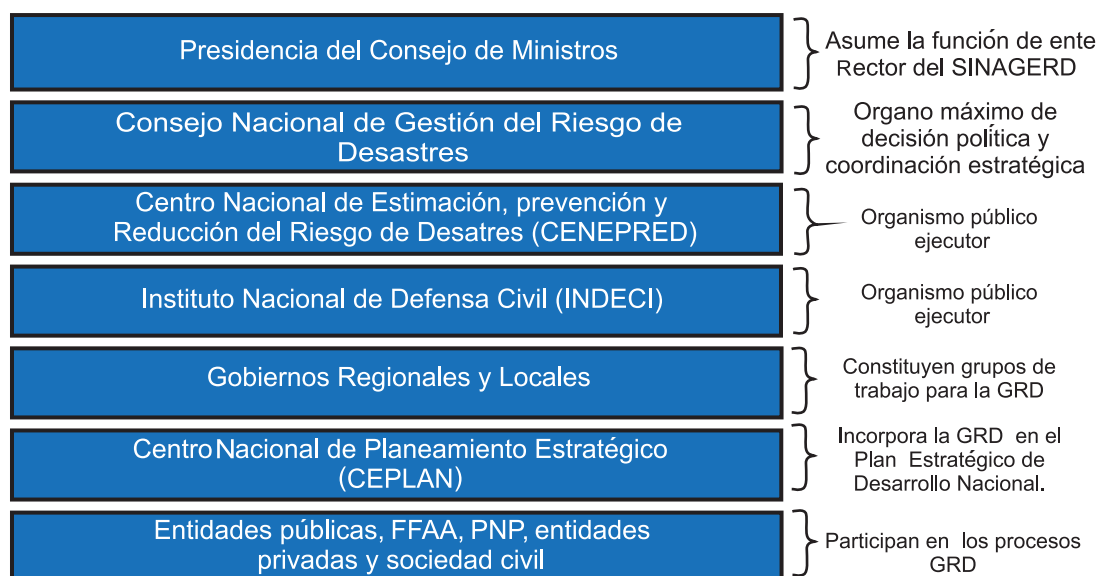 Presidencia del Consejo de Ministros
Asume la función de ente
Rector del SINAGERD
Consejo Nacional de Gestión del Riesgo de
Desastres
Organo máximo de
decisión política y
coordinación estratégica
Centro Nacional de Estimación, prevención y
Reducción del Riesgo de Desatres (CENEPRED)
Organismo público
ejecutor
Instituto Nacional de Defensa Civil (INDECI)
Organismo público
ejecutor
Gobiernos Regionales y Locales
Constituyen grupos de
trabajo para la GRD
Centro Nacional de Planeamiento Estratégico
(CEPLAN)
Incorpora la GRD en el
Plan Estratégico de
Desarrollo Nacional.
Entidades públicas, FFAA, PNP, entidades
privadas y sociedad civil
Participan en los procesos
GRD